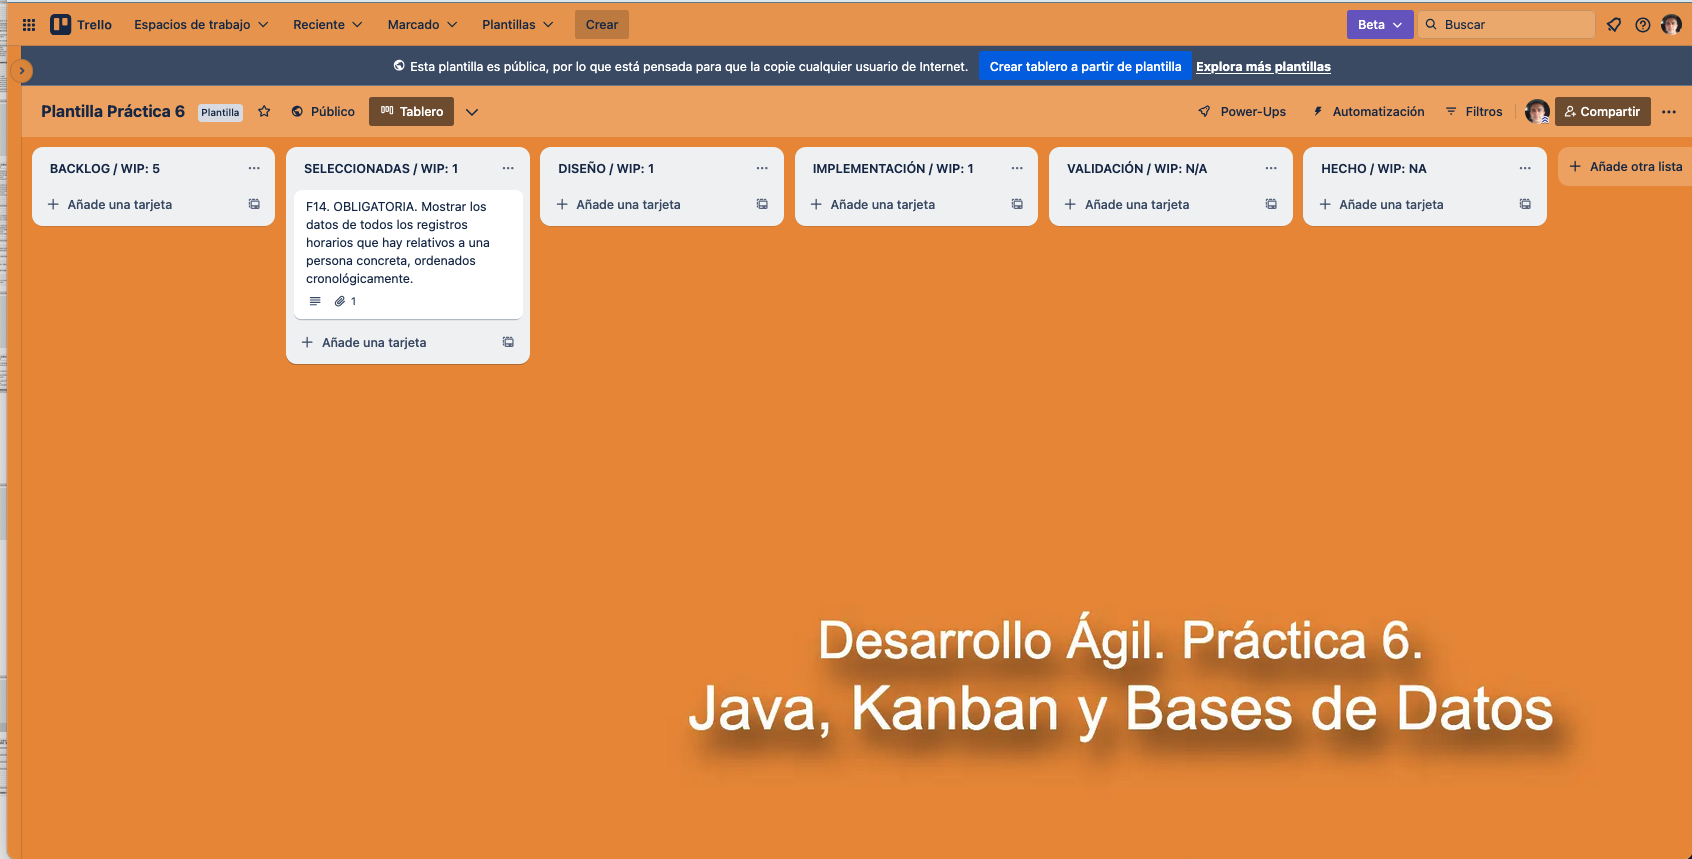 Trello Espacios de trabajo Reciente Marcado Plantillas Crear Beta Buscar
Esta plantilla es pública, por lo que está pensada para que la copie cualquier usuario de Internet. Crear tablero a partir de plantilla Explora más plantillas
Plantilla Práctica 6 Plantilla Público Tablero Power-Ups Automatización Filtros Compartir
BACKLOG / WIP: 5
Añade una tarjeta
SELECCIONADAS / WIP: 1
F14. OBLIGATORIA. Mostrar los
datos de todos los registros
horarios que hay relativos a una
persona concreta, ordenados
cronológicamente.
1
Añade una tarjeta
DISEÑO / WIP: 1
Añade una tarjeta
IMPLEMENTACIÓN / WIP: 1
Añade una tarjeta
VALIDACIÓN / WIP: N/A
Añade una tarjeta
HECHO / WIP: NA
Añade una tarjeta
Añade otra lista
Desarrollo Ágil. Práctica 6.
Java, Kanban y Bases de Datos